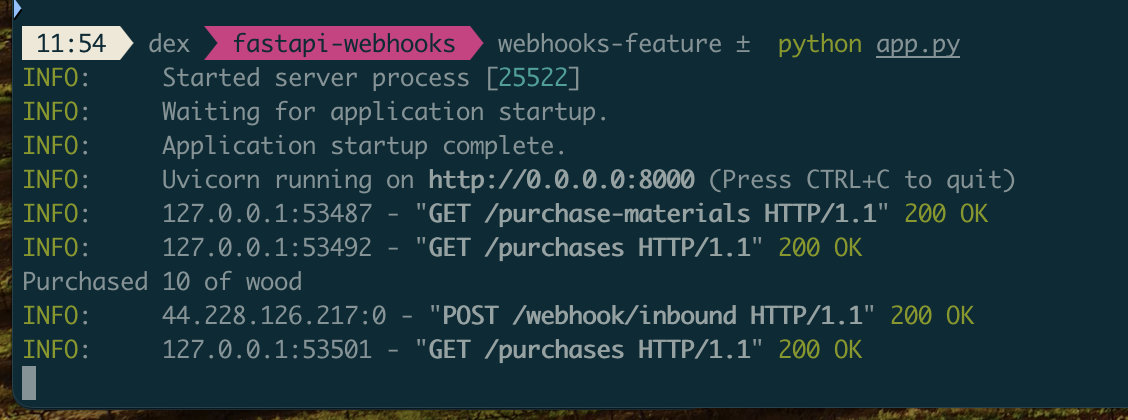 11:54 dex fastapi-webhooks webhooks-feature ± python app.py
INFO: Started server process [25522]
INFO: Waiting for application startup.
INFO: Application startup complete.
INFO: Uvicorn running on http://0.0.0.0:8000 (Press CTRL+C to quit)
INFO: 127.0.0.1:53487 - "GET /purchase-materials HTTP/1.1" 200 OK
INFO: 127.0.0.1:53492 - "GET /purchases HTTP/1.1" 200 OK
Purchased 10 of wood
INFO: 44.228.126.217:0 - "POST /webhook/inbound HTTP/1.1" 200 OK
INFO: 127.0.0.1:53501 - "GET /purchases HTTP/1.1" 200 OK